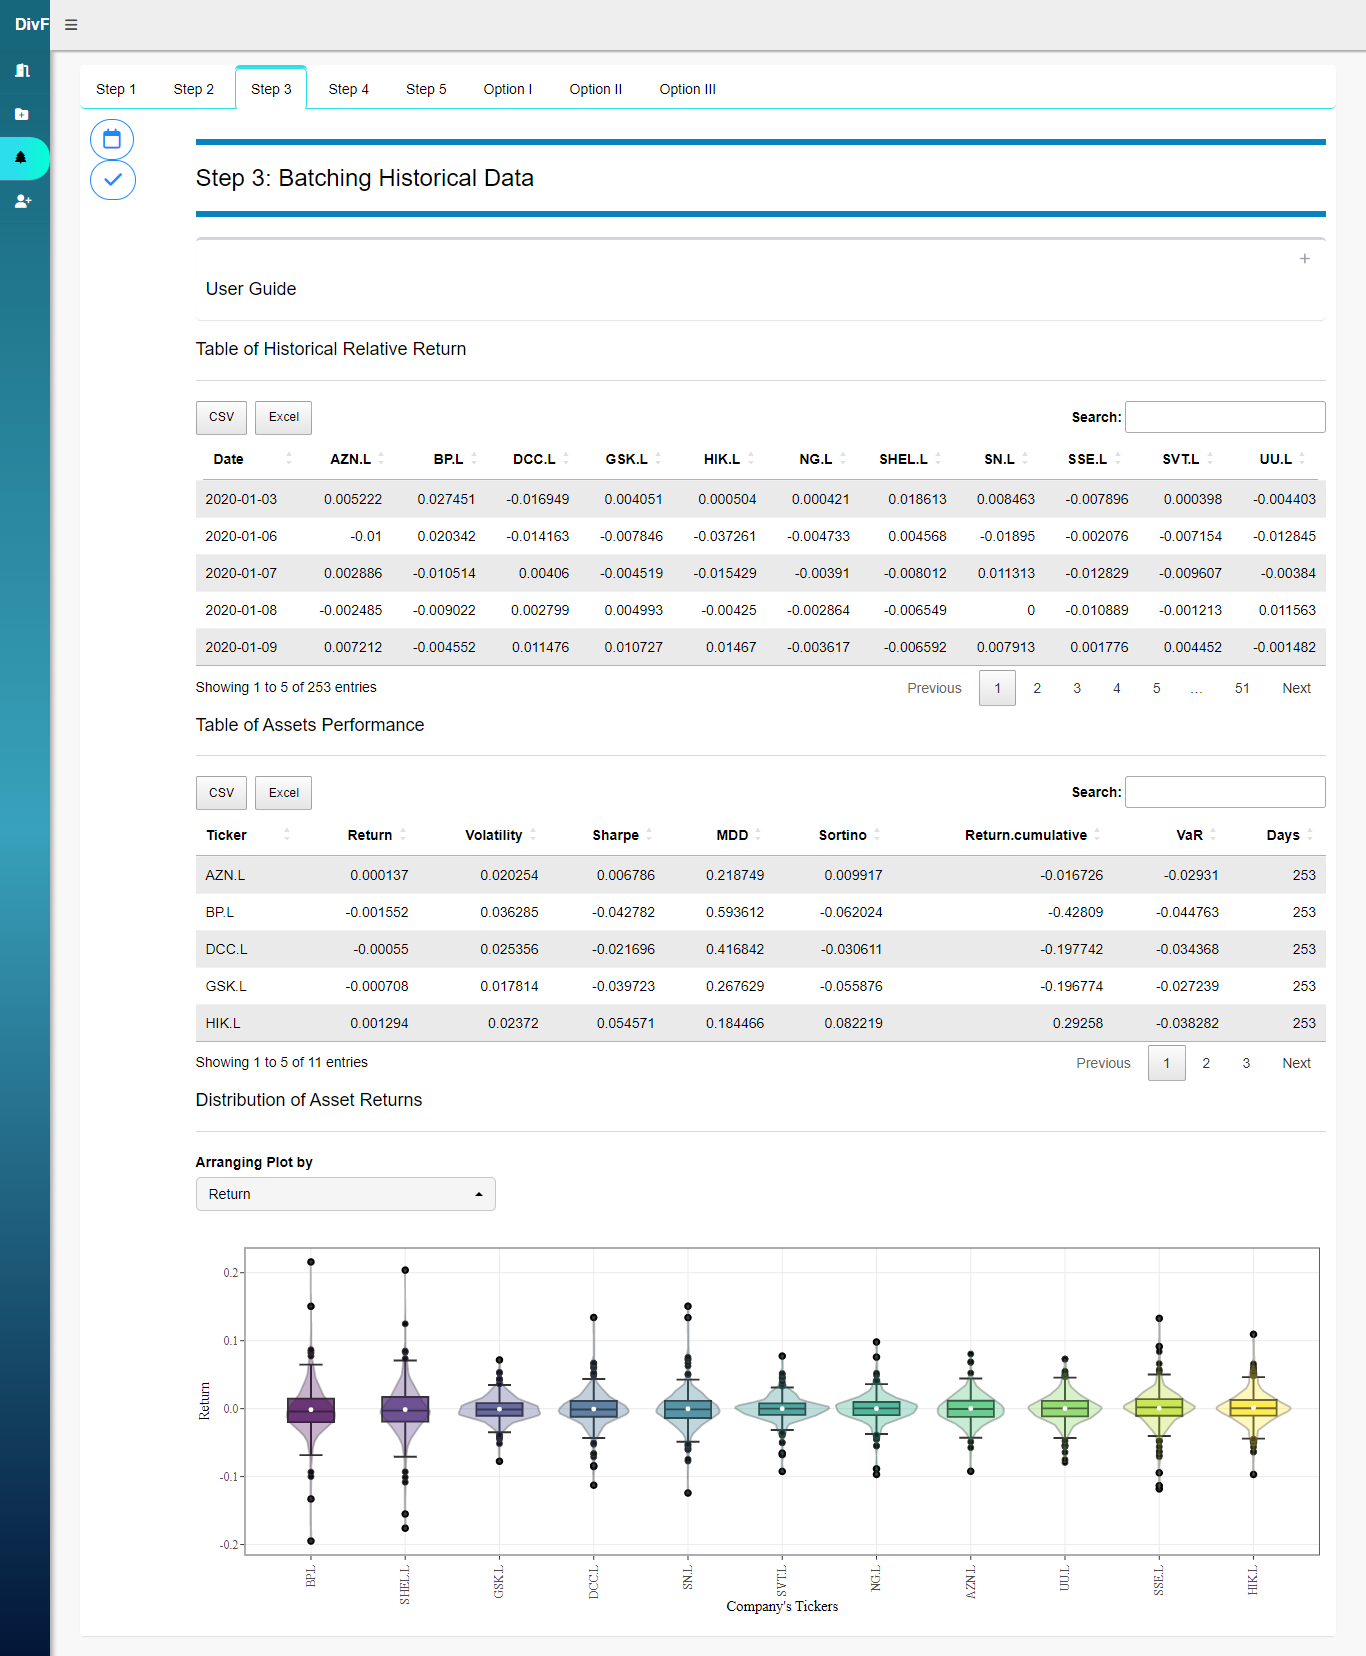 DivF
Step 1 Step 2 Step 3 Step 4 Step 5 Option I Option II Option III
Step 3: Batching Historical Data
User Guide
Table of Historical Relative Return
CSV Excel Search:
Date AZN.L BP.L DCC.L GSK.L HIK.L NG.L SHEL.L SN.L SSE.L SVT.L UU.L
2020-01-03 0.005222 0.027451 -0.016949 0.004051 0.000504 0.000421 0.018613 0.008463 -0.007896 0.000398 -0.004403
2020-01-06 -0.01 0.020342 -0.014163 -0.007846 -0.037261 -0.004733 0.004568 -0.01895 -0.002076 -0.007154 -0.012845
2020-01-07 0.002886 -0.010514 0.00406 -0.004519 -0.015429 -0.00391 -0.008012 0.011313 -0.012829 -0.009607 -0.00384
2020-01-08 -0.002485 -0.009022 0.002799 0.004993 -0.00425 -0.002864 -0.006549 0 -0.010889 -0.001213 0.011563
2020-01-09 0.007212 -0.004552 0.011476 0.010727 0.01467 -0.003617 -0.006592 0.007913 0.001776 0.004452 -0.001482
Showing 1 to 5 of 253 entries Previous 1 2 3 4 5 … 51 Next
Table of Assets Performance
CSV Excel Search:
Ticker Return Volatility Sharpe MDD Sortino Return.cumulative VaR Days
AZN.L 0.000137 0.020254 0.006786 0.218749 0.009917 -0.016726 -0.02931 253
BP.L -0.001552 0.036285 -0.042782 0.593612 -0.062024 -0.42809 -0.044763 253
DCC.L -0.00055 0.025356 -0.021696 0.416842 -0.030611 -0.197742 -0.034368 253
GSK.L -0.000708 0.017814 -0.039723 0.267629 -0.055876 -0.196774 -0.027239 253
HIK.L 0.001294 0.02372 0.054571 0.184466 0.082219 0.29258 -0.038282 253
Showing 1 to 5 of 11 entries Previous 1 2 3 Next
Distribution of Asset Returns
Arranging Plot by
Return
0.2
0.1
0.0
-0.1
-0.2
Return
BP.L SHEL.L GSK.L DCC.L SN.L SVT.L NG.L AZN.L UU.L SSE.L HIK.L
Company's Tickers